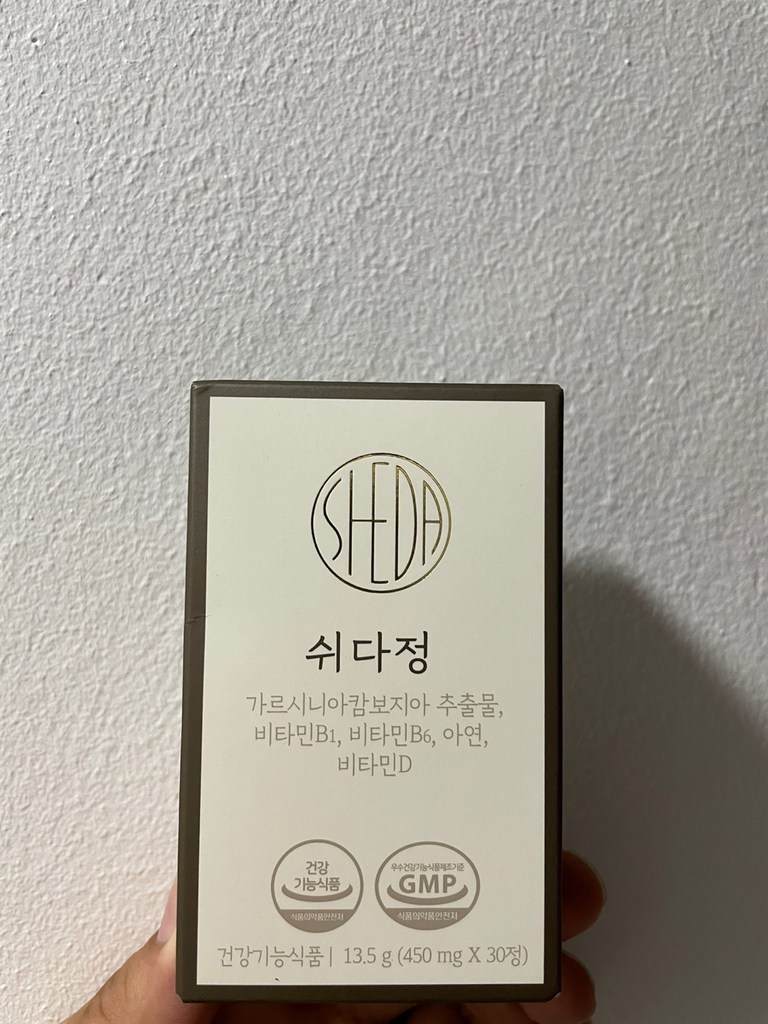 SHEDA
쉬다정
가르시니아캄보지아 추출물,
비타민B1, 비타민B6, 아연,
비타민D
건강
기능식품
식품의약품안전처
우수건강기능식품제조기준
GMP
식품의약품안전처
건강기능식품 | 13.5 g (450 mg X 30정)